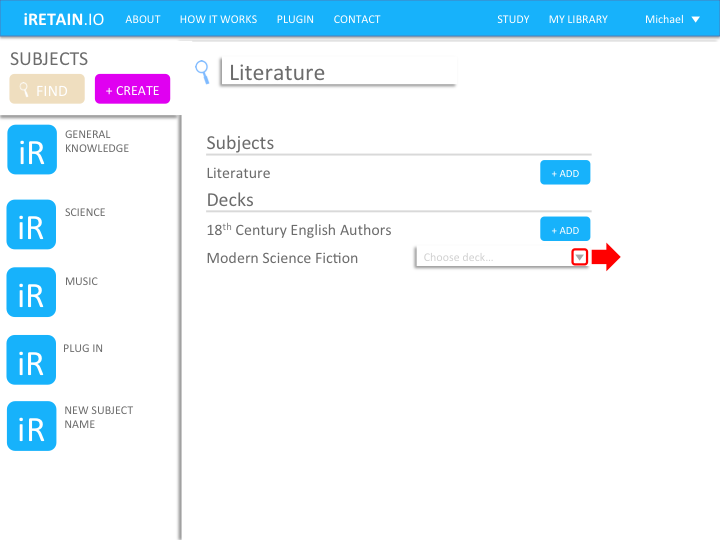 iRETAIN.IO ABOUT HOW IT WORKS PLUGIN CONTACT STUDY MY LIBRARY Michael
SUBJECTS
FIND + CREATE
Literature
iR GENERAL
KNOWLEDGE
iR SCIENCE
iR MUSIC
iR PLUG IN
iR NEW SUBJECT
NAME
Subjects
Literature + ADD
Decks
18th Century English Authors + ADD
Modern Science Fiction Choose deck...